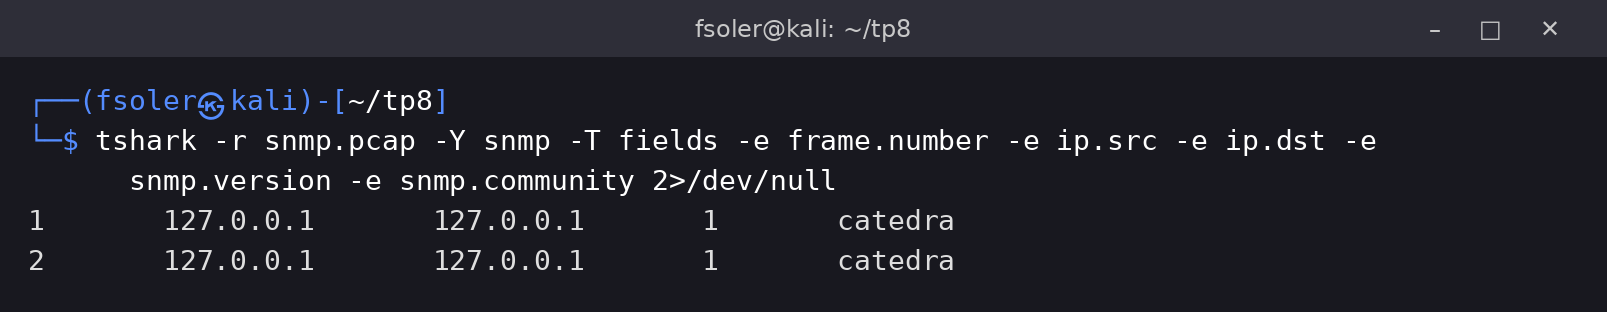 fsoler@kali: ~/tp8
┌──(fsoler㉿kali)-[~/tp8]
└─$ tshark -r snmp.pcap -Y snmp -T fields -e frame.number -e ip.src -e ip.dst -e
snmp.version -e snmp.community 2>/dev/null
1       127.0.0.1       127.0.0.1       1       catedra
2       127.0.0.1       127.0.0.1       1       catedra